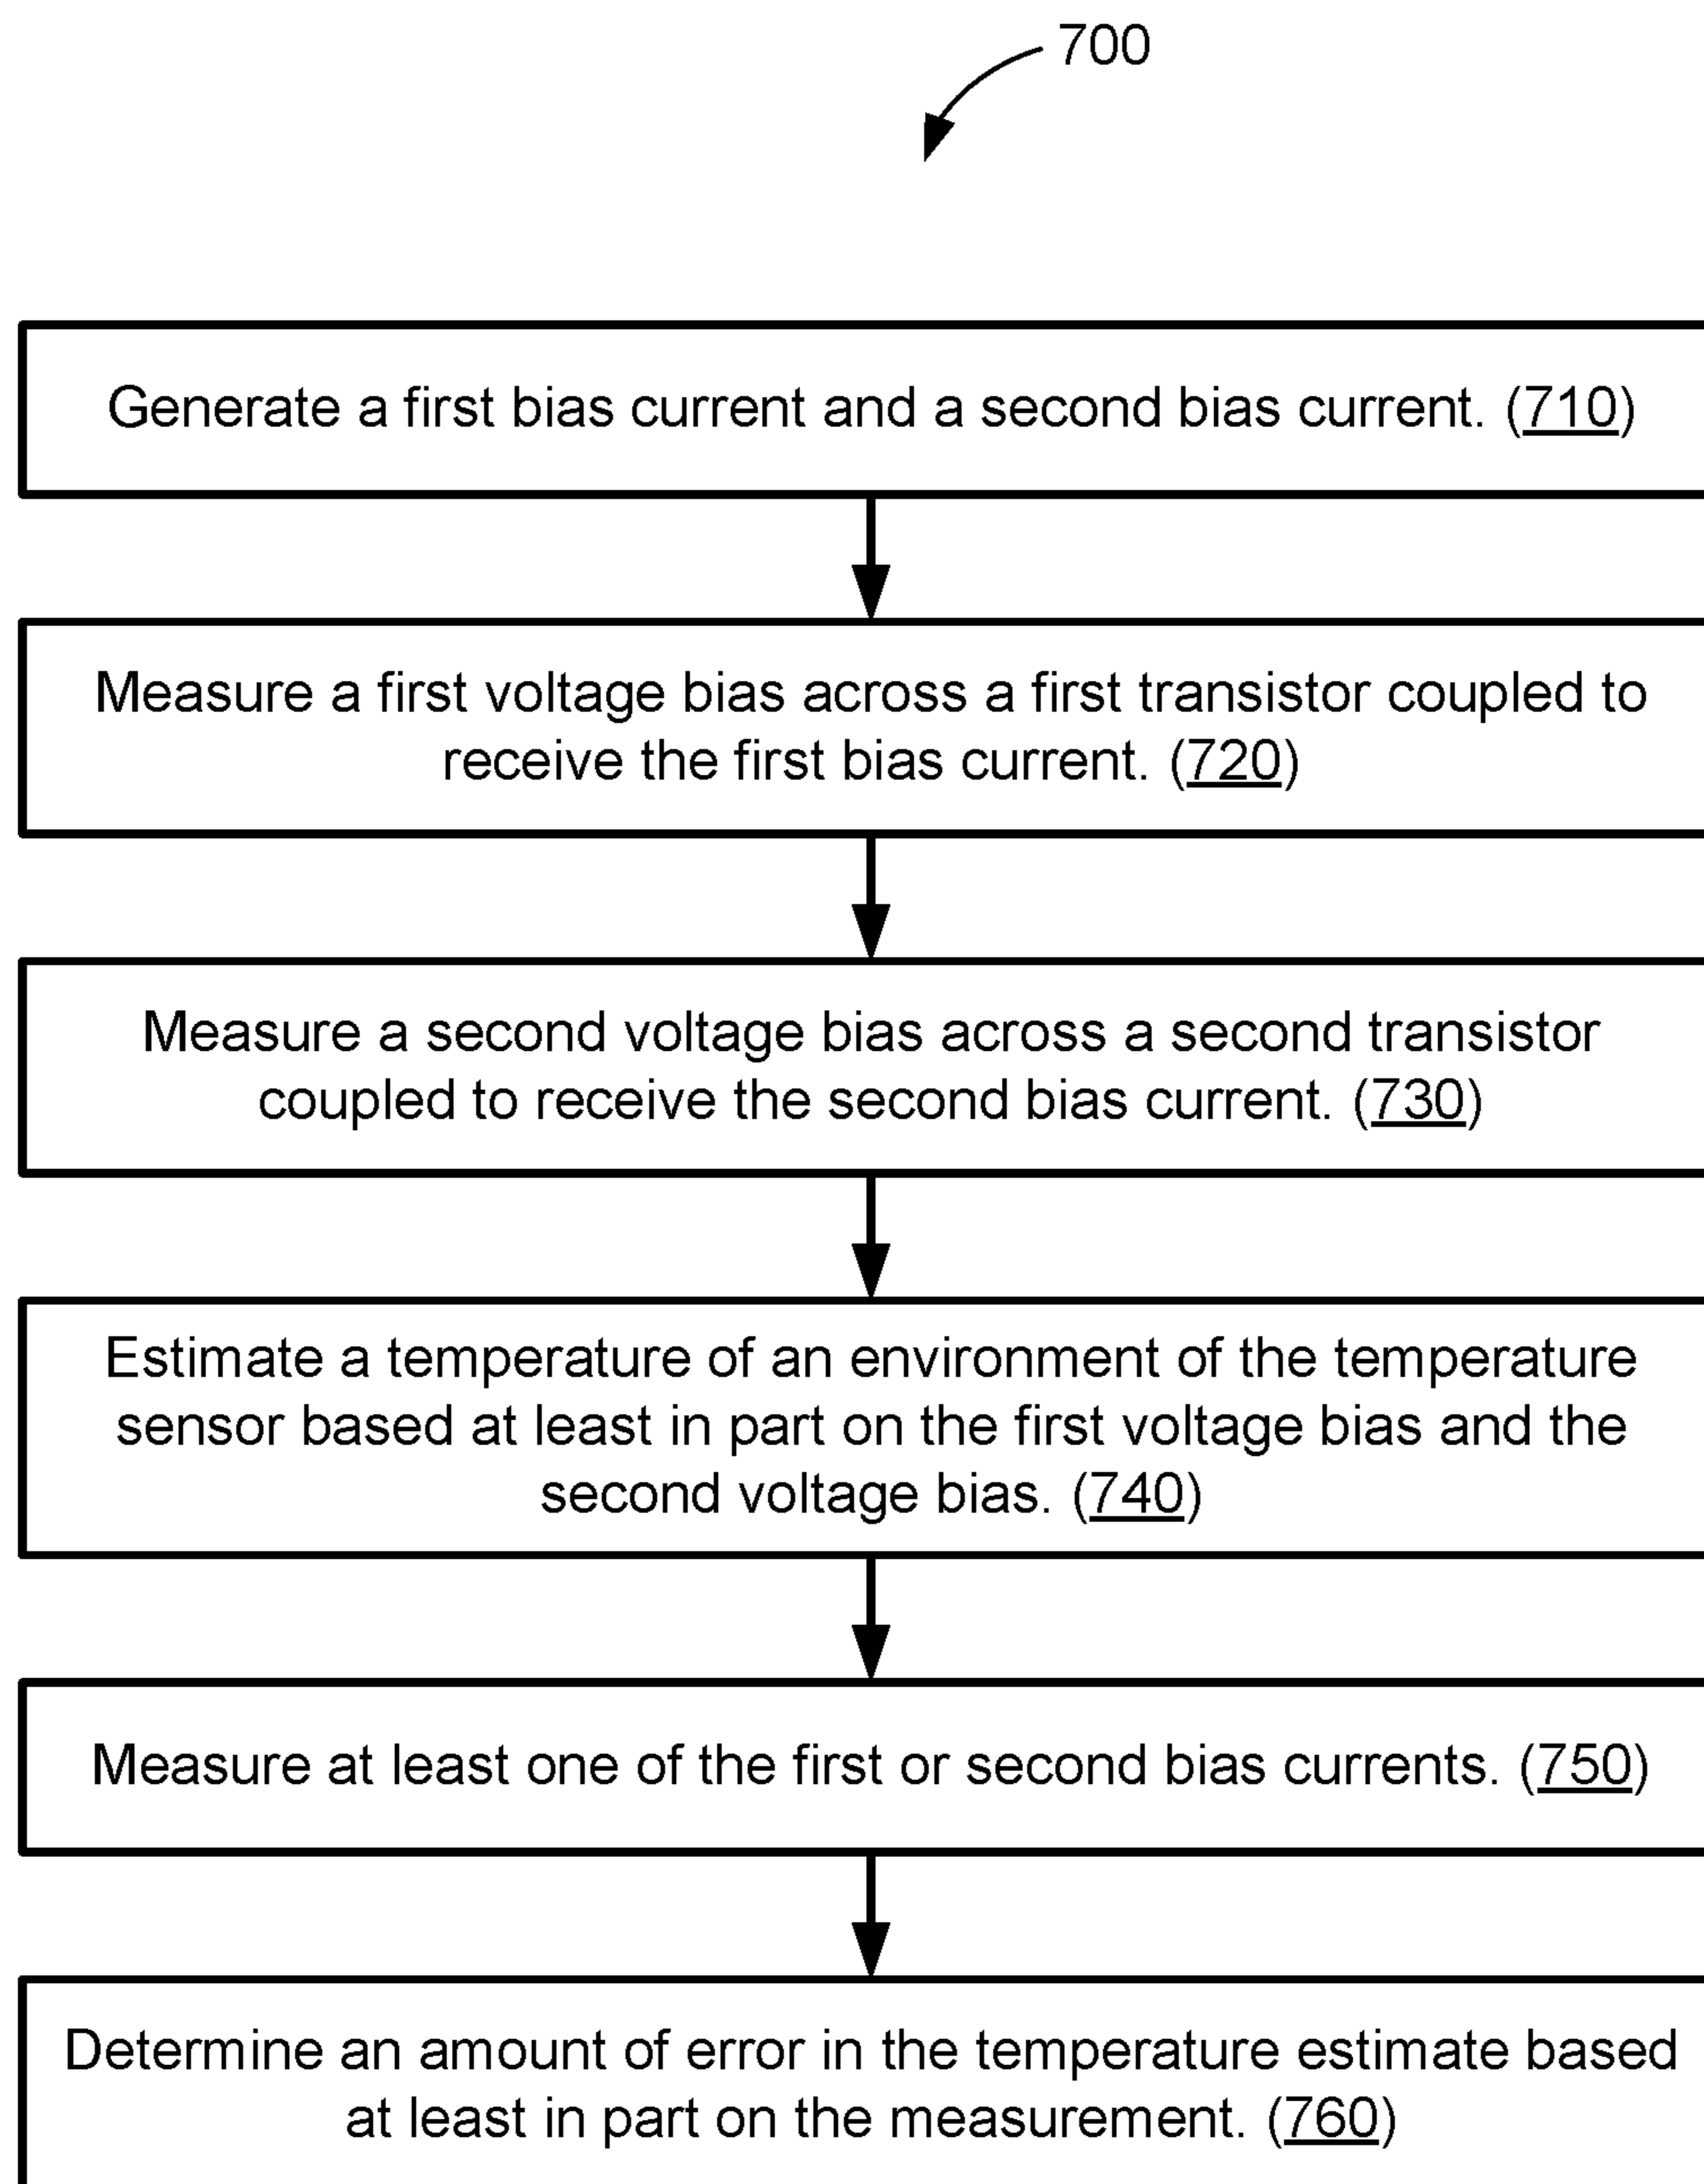 700
Generate a first bias current and a second bias current. (710)
Measure a first voltage bias across a first transistor coupled to
receive the first bias current. (720)
Measure a second voltage bias across a second transistor
coupled to receive the second bias current. (730)
Estimate a temperature of an environment of the temperature
sensor based at least in part on the first voltage bias and the
second voltage bias. (740)
Measure at least one of the first or second bias currents. (750)
Determine an amount of error in the temperature estimate based
at least in part on the measurement. (760)